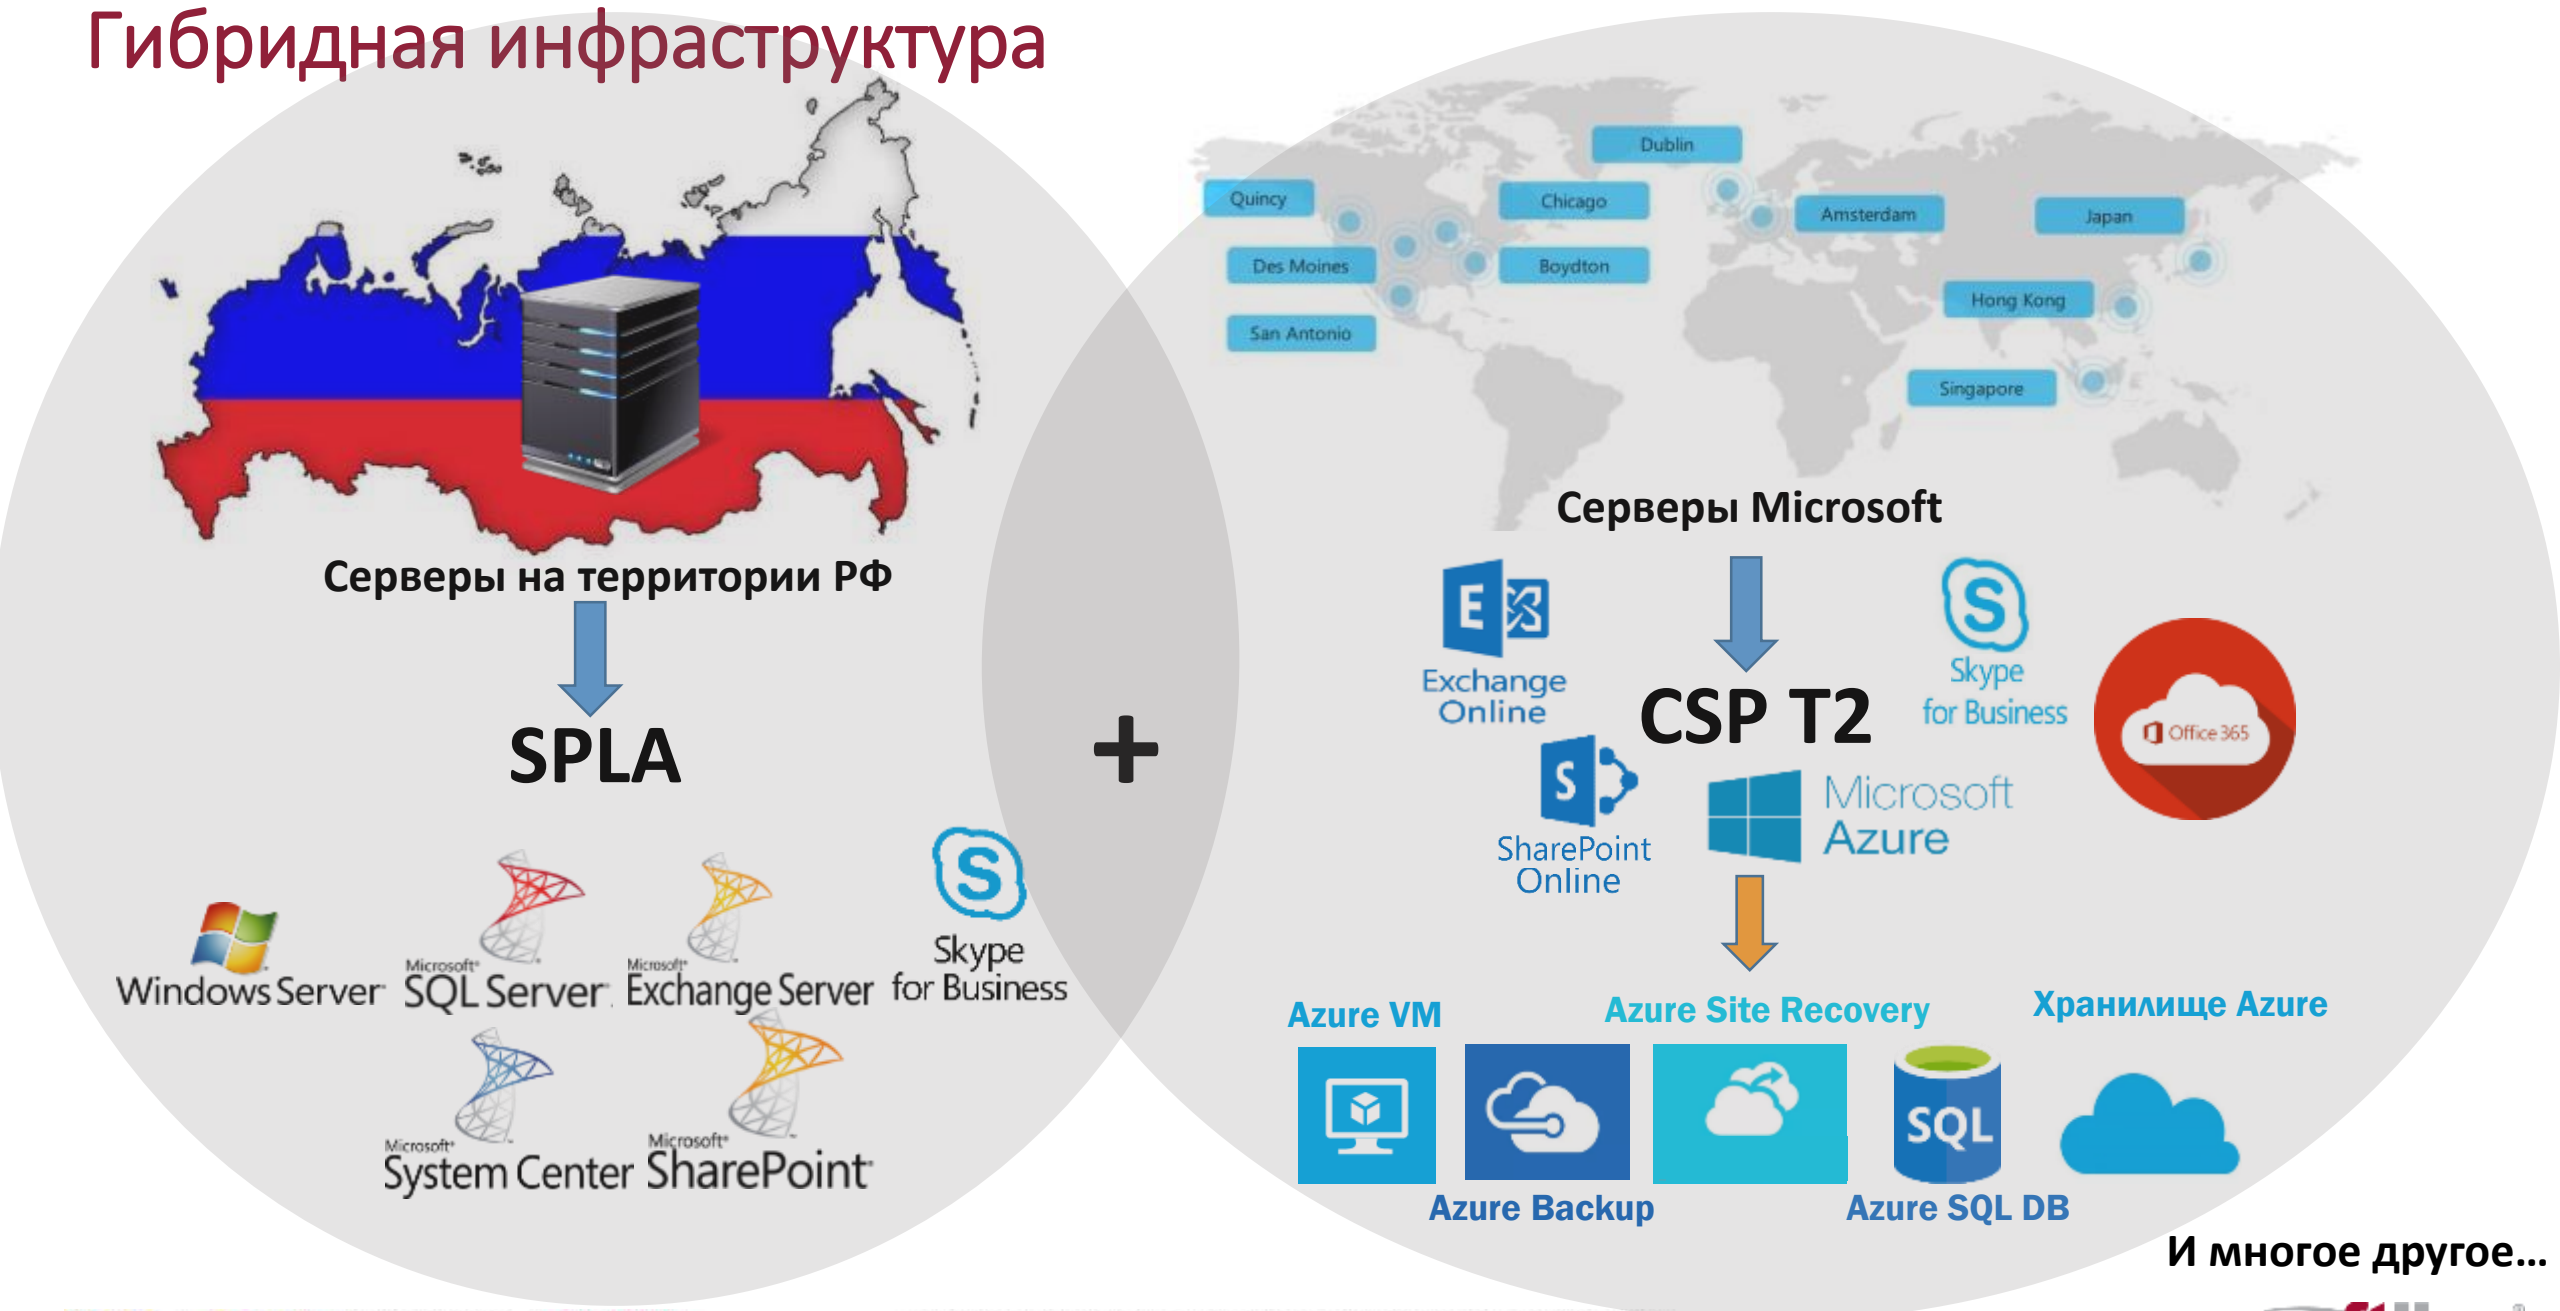 Гибридная инфраструктура
Серверы на территории РФ
SPLA
Windows Server
Microsoft®
SQL Server
Microsoft®
Exchange Server
S
Skype
for Business
Microsoft®
System Center
Microsoft®
SharePoint®
+
Dublin
Quincy
Chicago
Amsterdam
Japan
Des Moines
Boydton
Hong Kong
San Antonio
Singapore
Серверы Microsoft
E
Exchange
Online
CSP T2
S
Skype
for Business
Office 365
S
SharePoint
Online
Microsoft
Azure
Azure VM
Azure Site Recovery
Хранилище Azure
SQL
Azure Backup
Azure SQL DB
И многое другое...